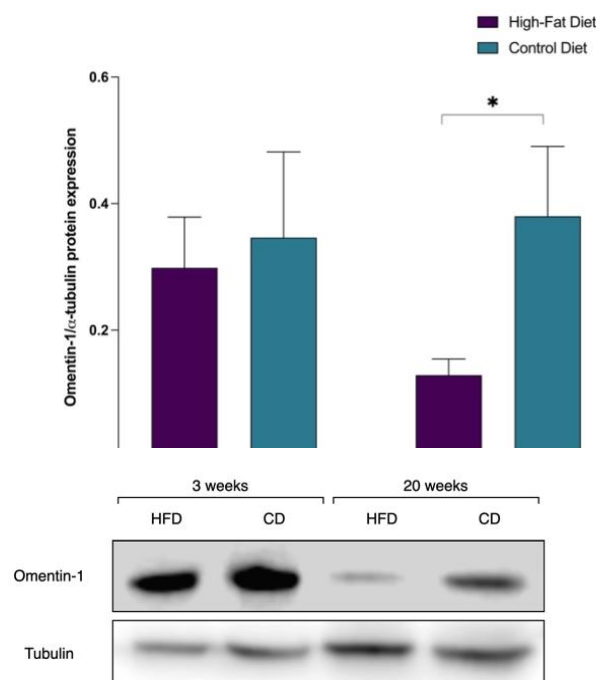 High-Fat Diet
Control Diet
0.6
*
0.4
0.2
Omentin-1/α-tubulin protein expression
3 weeks 20 weeks
HFD CD HFD CD
Omentin-1
Tubulin